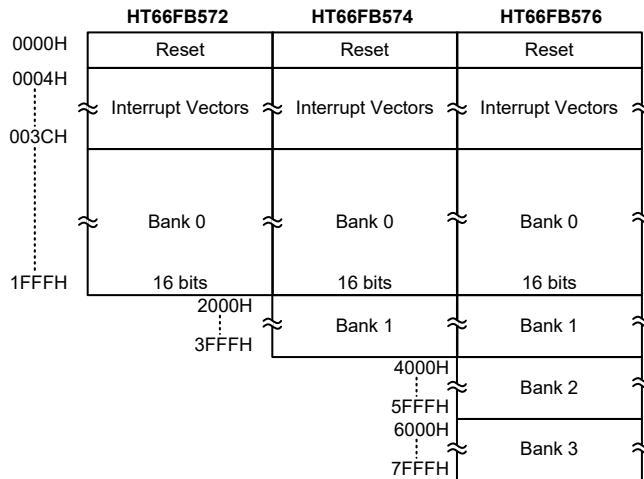 HT66FB572 HT66FB574 HT66FB576
0000H Reset Reset Reset
0004H
Interrupt Vectors Interrupt Vectors Interrupt Vectors
003CH
Bank 0 Bank 0 Bank 0
1FFFH 16 bits 16 bits 16 bits
2000H
Bank 1 Bank 1
3FFFH
4000H
Bank 2
5FFFH
6000H
Bank 3
7FFFH